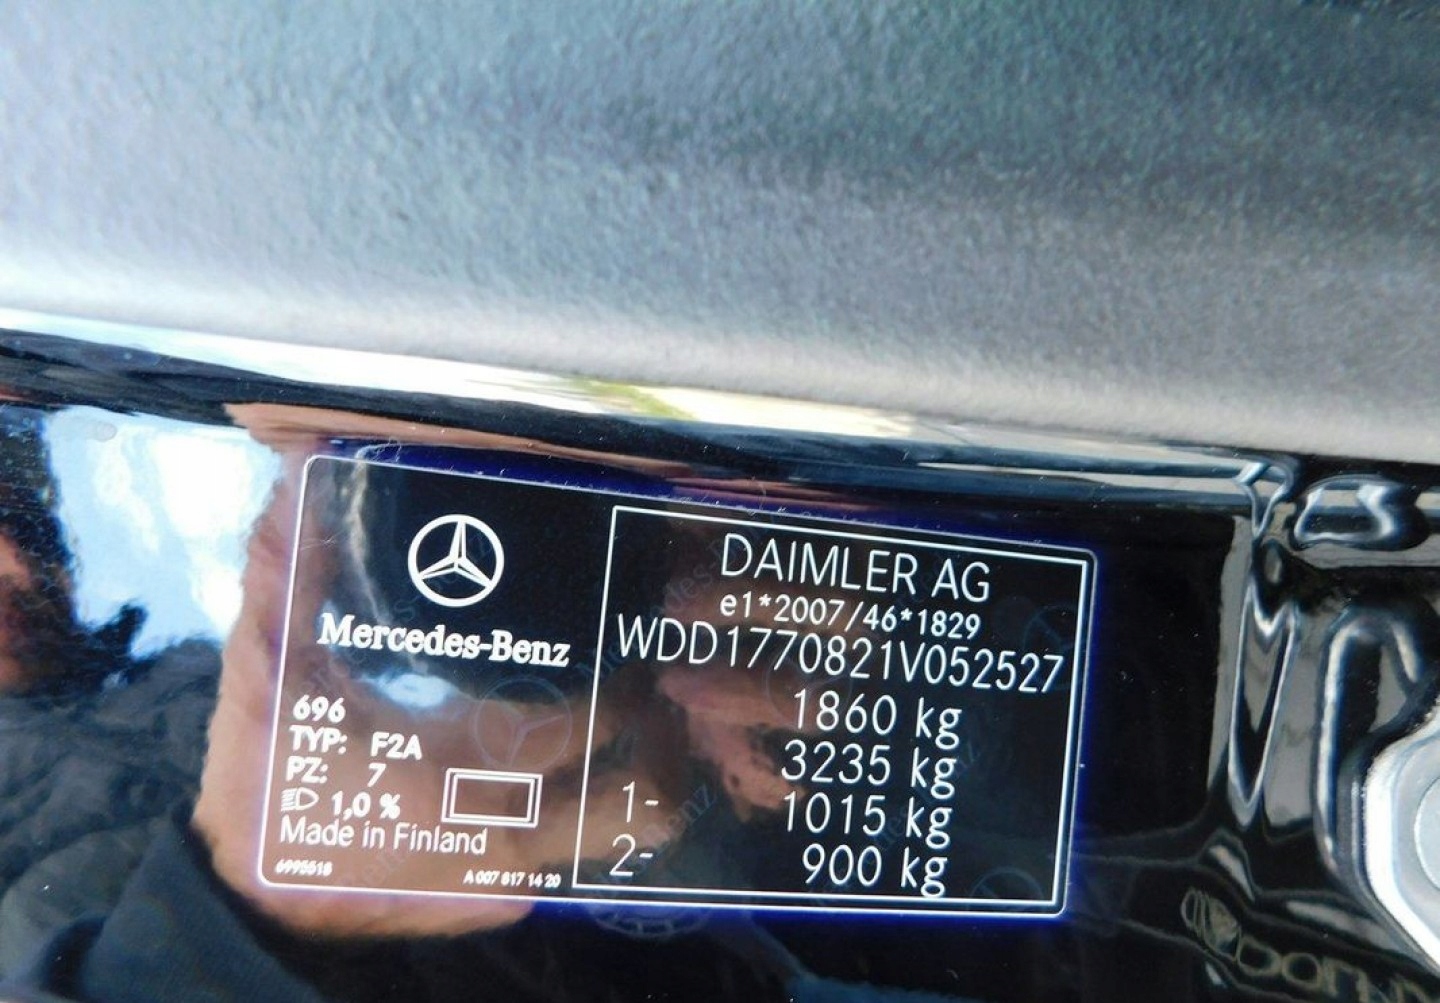 Mercedes-Benz
696
TYP: F2A
PZ: 7
1,0 %
Made in Finland
6995518
A 007 817 14 20
DAIMLER AG
e1*2007/46*1829
WDD1770821V052527
1860 kg
3235 kg
1- 1015 kg
2- 900 kg